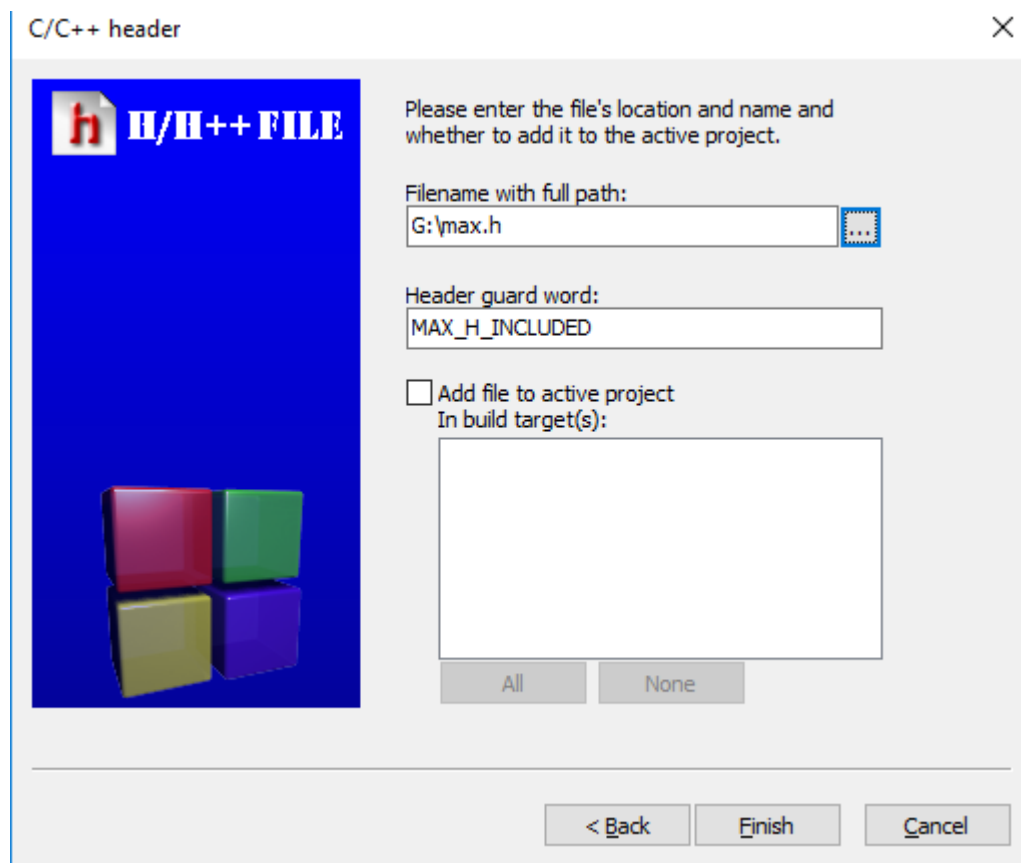 C/C++ header
h H/H++ FILE
Please enter the file's location and name and
whether to add it to the active project.
Filename with full path:
G:\max.h
...
Header guard word:
MAX_H_INCLUDED
Add file to active project
In build target(s):
All None
< Back Finish Cancel